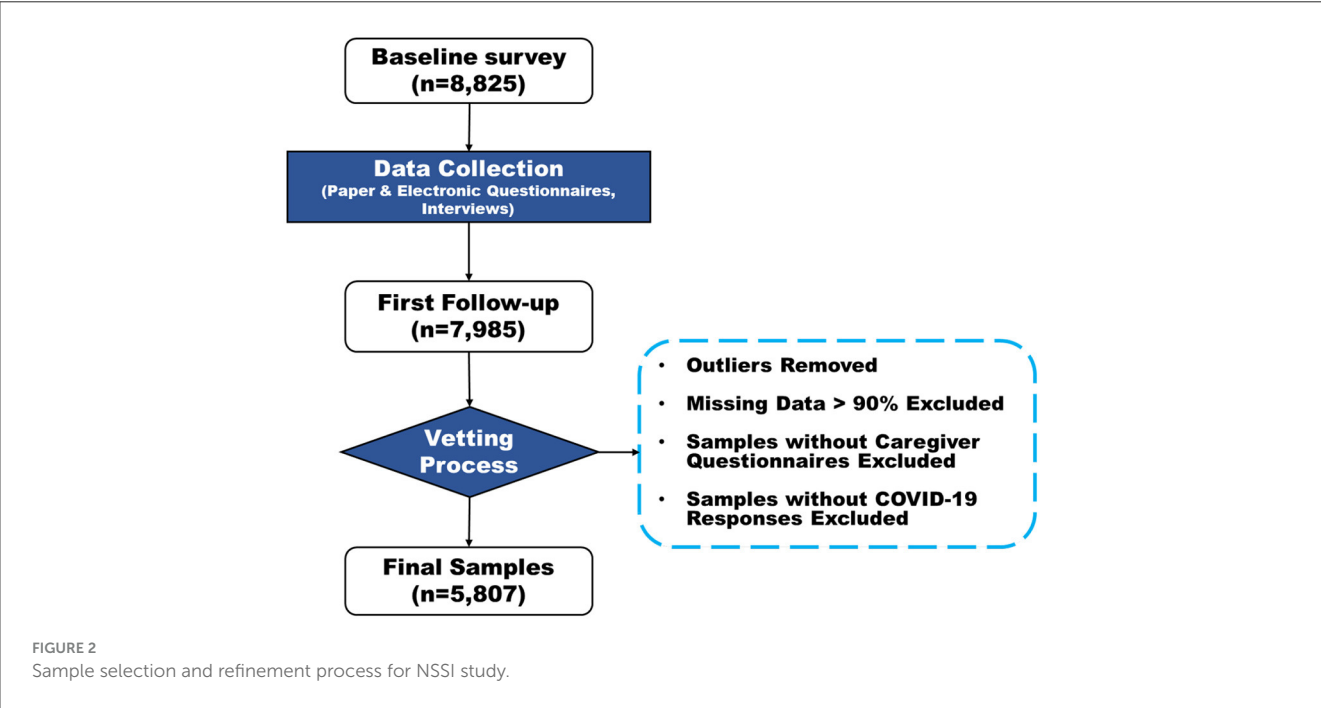 Baseline survey
(n=8,825)
Data Collection
(Paper & Electronic Questionnaires,
Interviews)
First Follow-up
(n=7,985)
Vetting
Process
• Outliers Removed
• Missing Data > 90% Excluded
• Samples without Caregiver
Questionnaires Excluded
• Samples without COVID-19
Responses Excluded
Final Samples
(n=5,807)
FIGURE 2
Sample selection and refinement process for NSSI study.